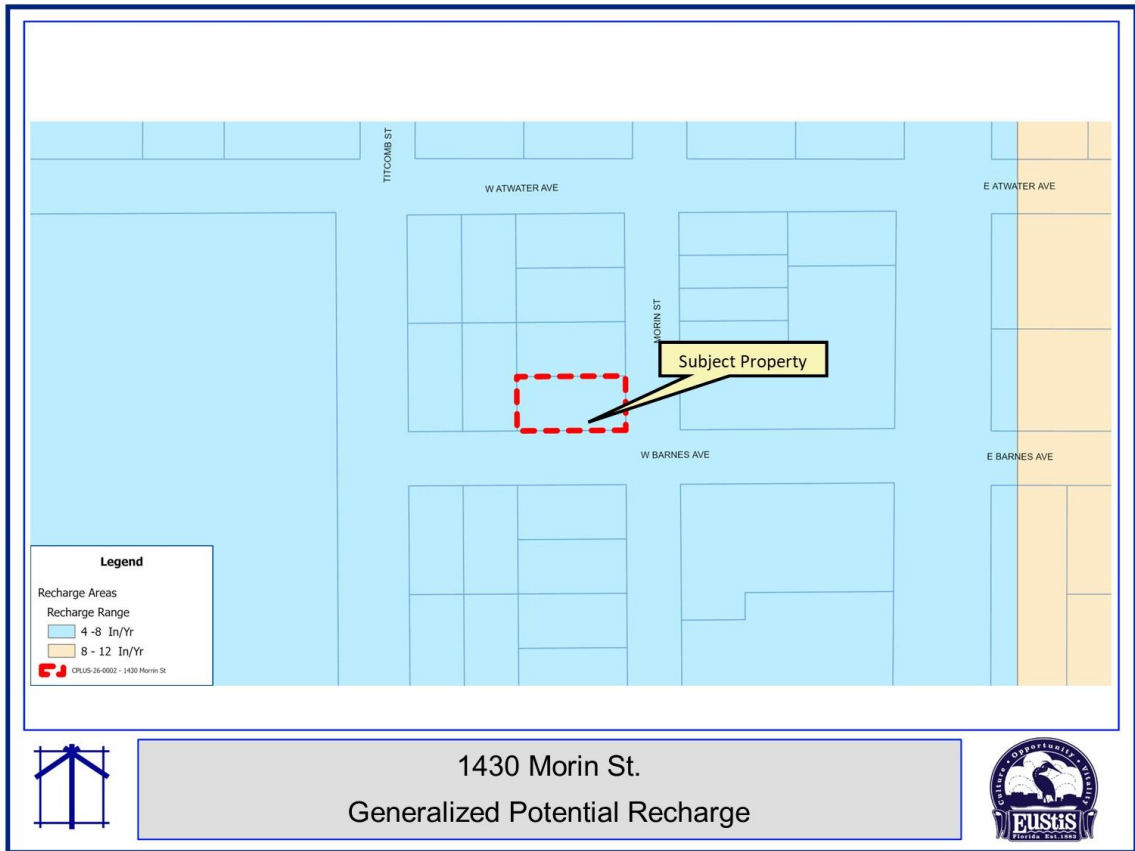 TITCOMB ST
W ATWATER AVE
E ATWATER AVE
MORIN ST
Subject Property
W BARNES AVE
E BARNES AVE
Legend
Recharge Areas
Recharge Range
4 -8 In/Yr
8 - 12 In/Yr
CPLUS-26-0002 - 1430 Morrin St
1430 Morin St.
Generalized Potential Recharge
Culture • Opportunity • Vitality
EUSTiS
Florida Est.1883